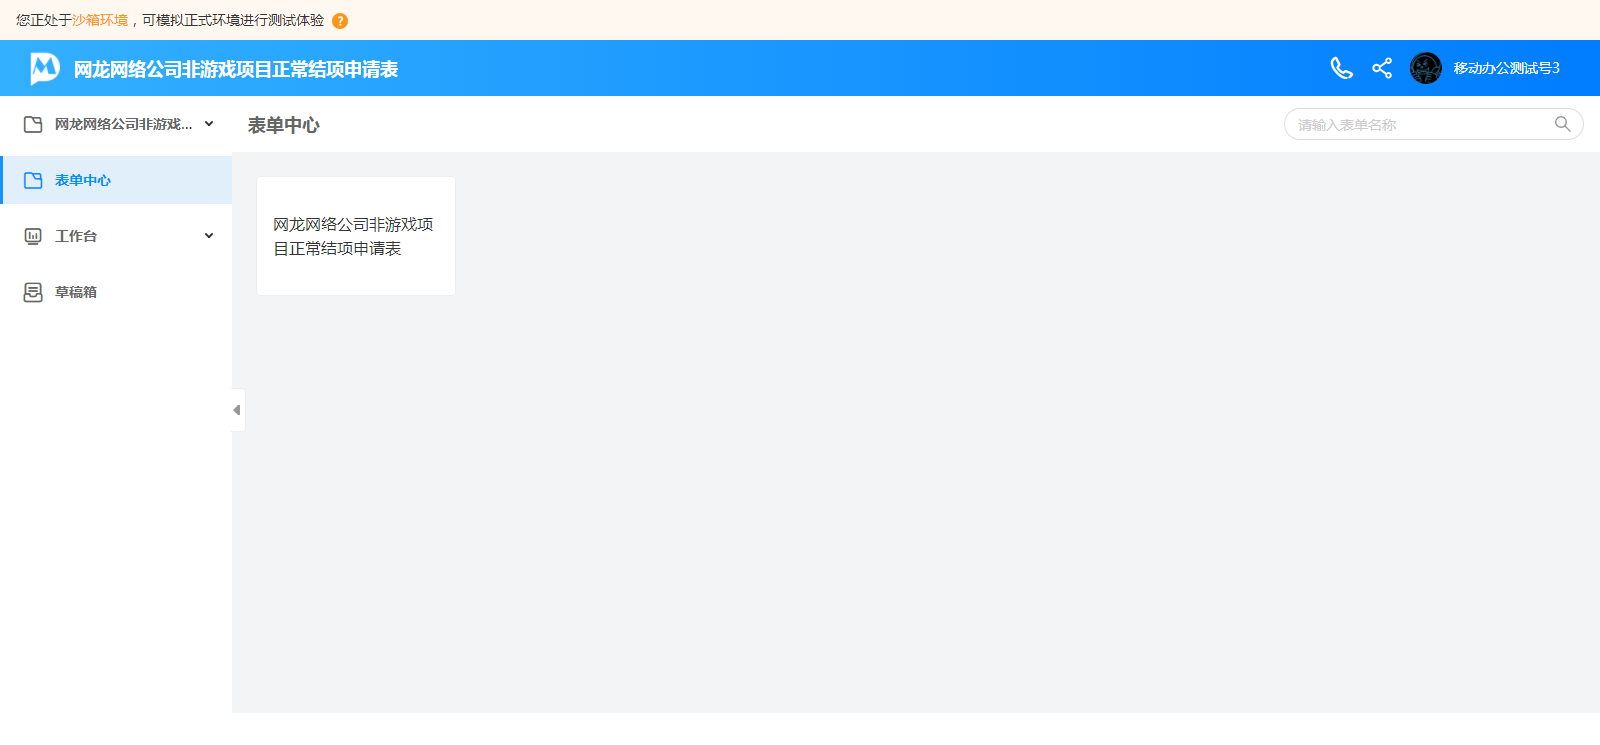 您正处于沙箱环境，可模拟正式环境进行测试体验 ?
网龙网络公司非游戏项目正常结项申请表
移动办公测试号3
网龙网络公司非游戏...
表单中心
请输入表单名称
表单中心
工作台
草稿箱
网龙网络公司非游戏项
目正常结项申请表